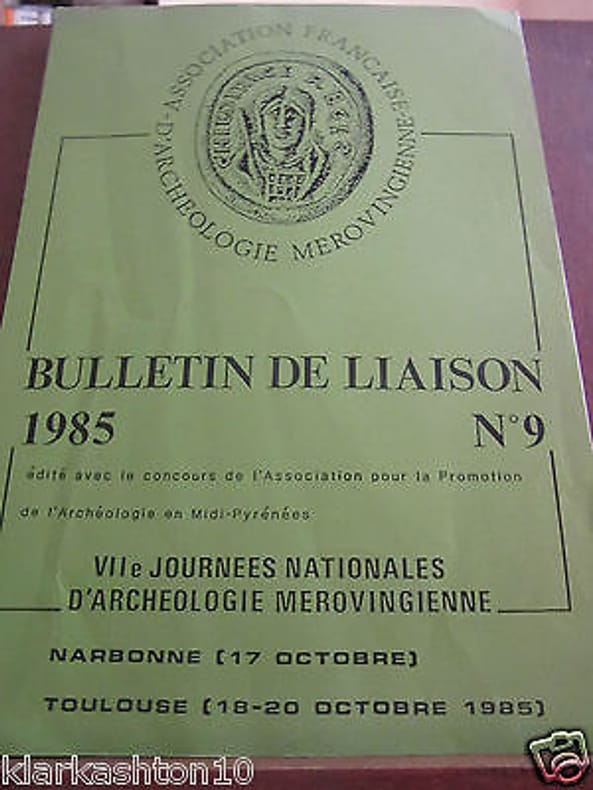 -ASSOCIATION FRANÇAISE-
D'ARCHEOLOGIE MEROVINGIENNE
BULLETIN DE LIAISON
1985 N°9
édité avec le concours de l'Association pour la Promotion
de l'Archéologie en Midi-Pyrénées
VIIe JOURNEES NATIONALES
D'ARCHEOLOGIE MEROVINGIENNE
NARBONNE (17 OCTOBRE)
TOULOUSE (18-20 OCTOBRE 1985)
klarkashton10